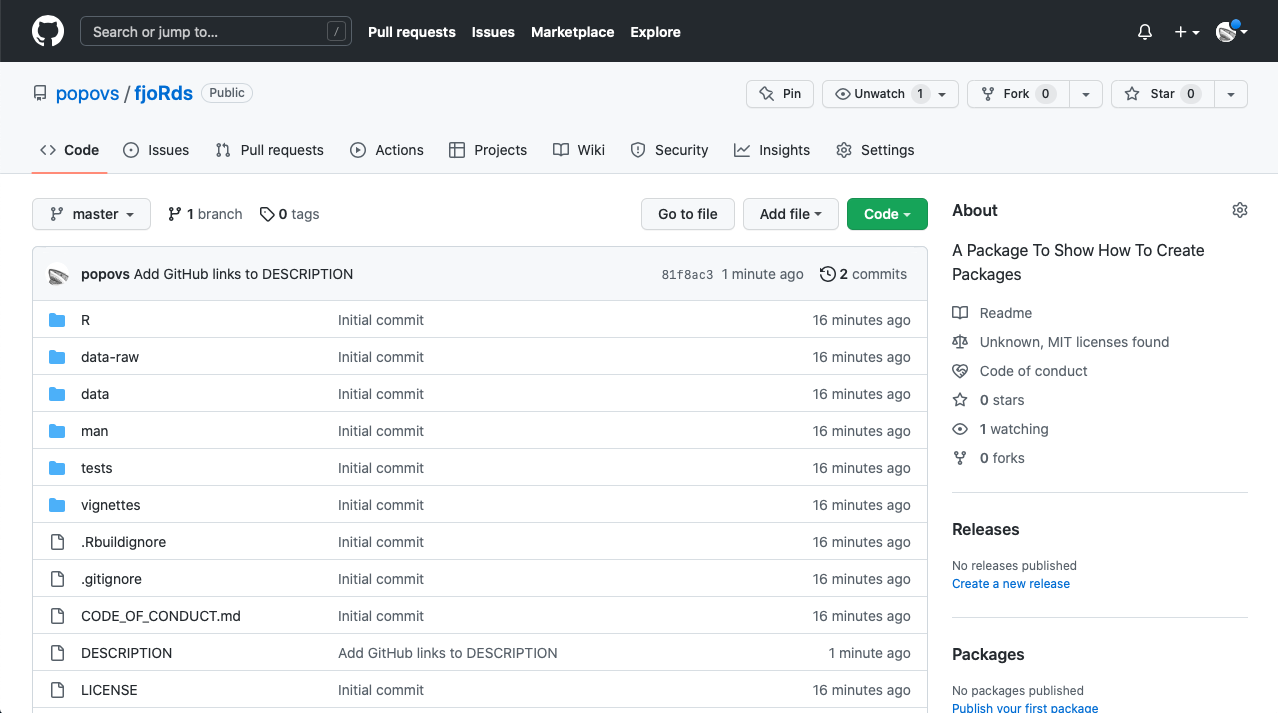 Search or jump to... / Pull requests Issues Marketplace Explore
popovs / fjoRds Public Pin Unwatch 1 Fork 0 Star 0
Code Issues Pull requests Actions Projects Wiki Security Insights Settings
master 1 branch 0 tags Go to file Add file Code
popovs Add GitHub links to DESCRIPTION 81f8ac3 1 minute ago 2 commits
R Initial commit 16 minutes ago
data-raw Initial commit 16 minutes ago
data Initial commit 16 minutes ago
man Initial commit 16 minutes ago
tests Initial commit 16 minutes ago
vignettes Initial commit 16 minutes ago
.Rbuildignore Initial commit 16 minutes ago
.gitignore Initial commit 16 minutes ago
CODE_OF_CONDUCT.md Initial commit 16 minutes ago
DESCRIPTION Add GitHub links to DESCRIPTION 1 minute ago
LICENSE Initial commit 16 minutes ago
About
A Package To Show How To Create
Packages
Readme
Unknown, MIT licenses found
Code of conduct
0 stars
1 watching
0 forks
Releases
No releases published
Create a new release
Packages
No packages published
Publish your first package